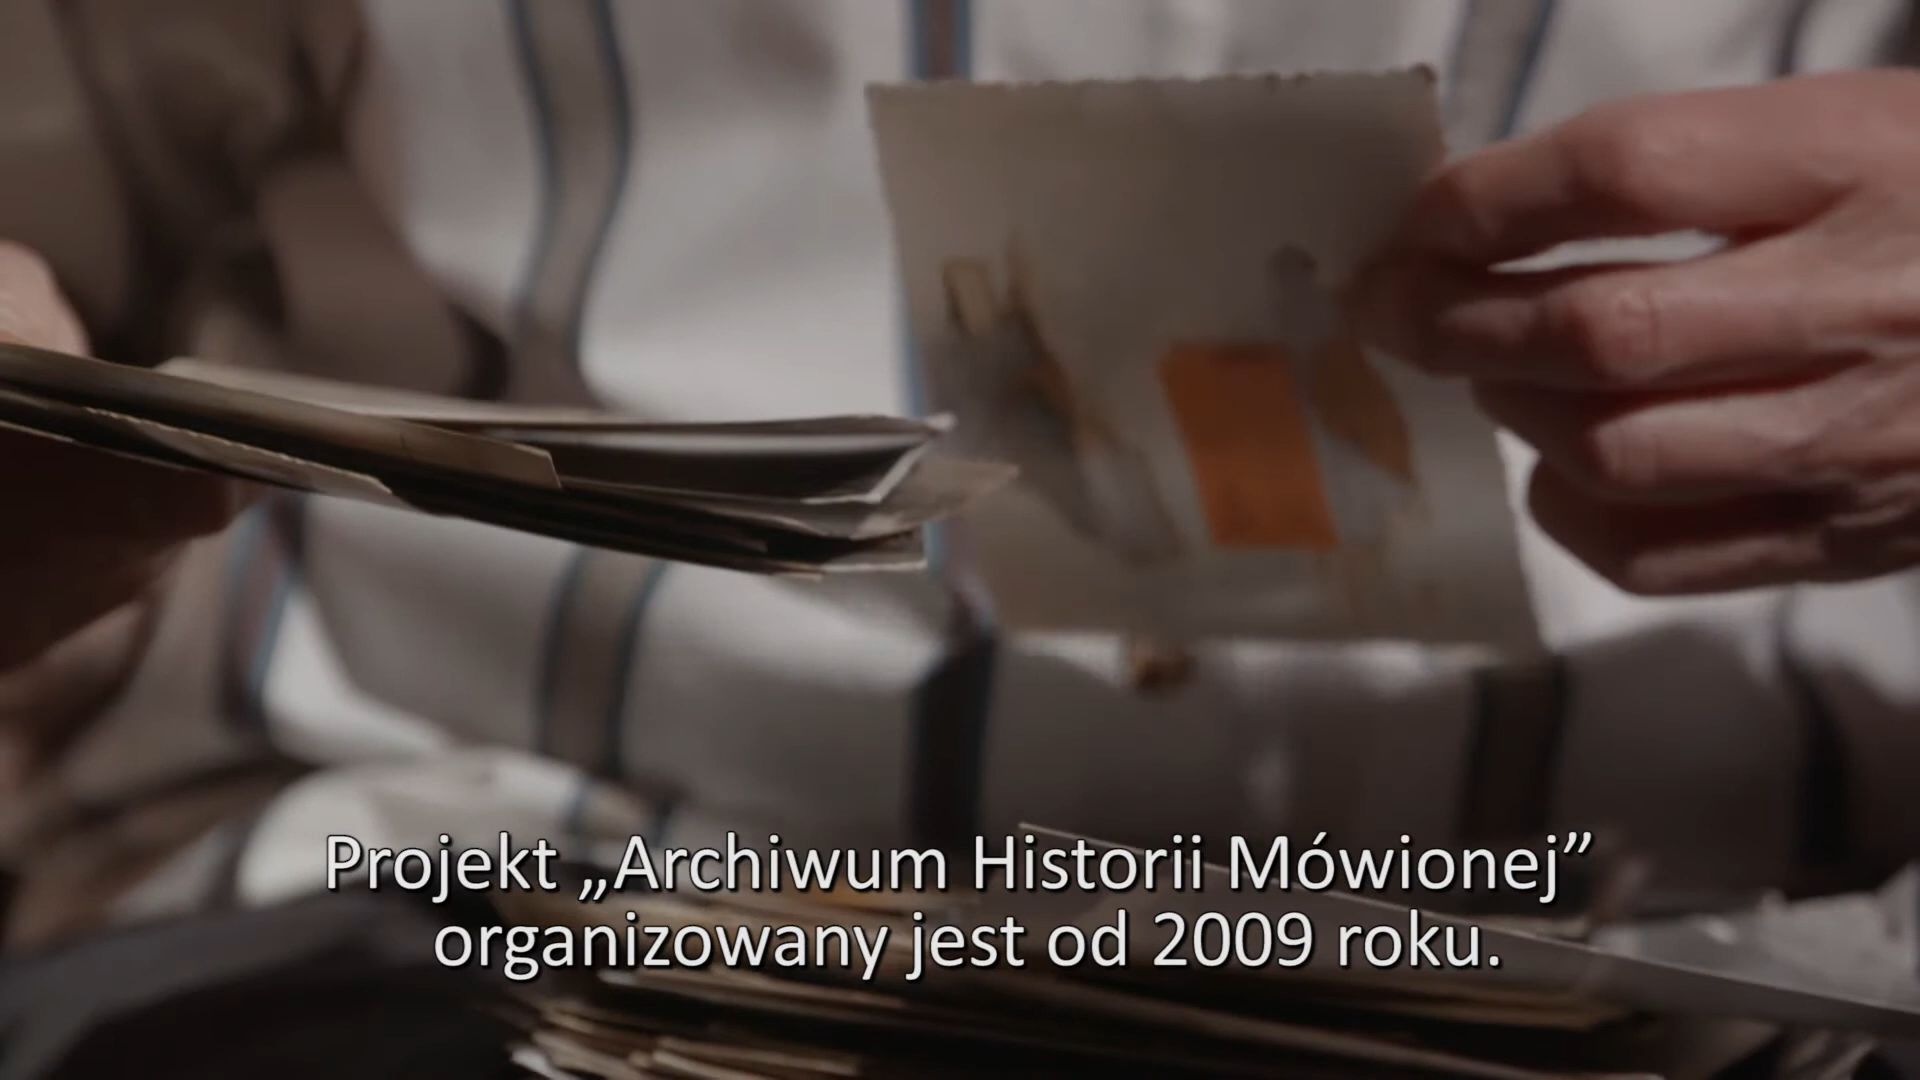 Projekt „Archiwum Historii Mówionej”
organizowany jest od 2009 roku.